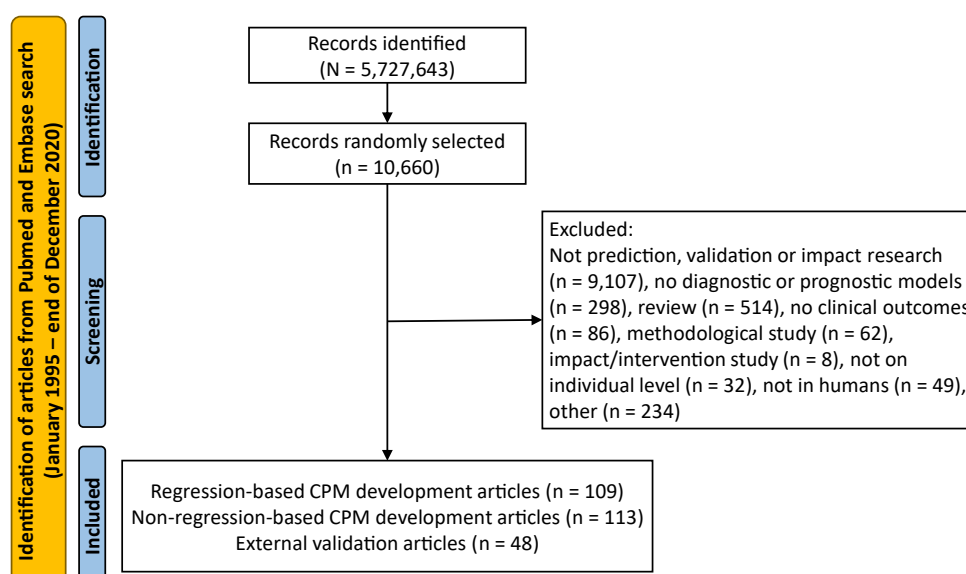 Identification of articles from Pubmed and Embase search
(January 1995 – end of December 2020)
Identification
Records identified
(N = 5,727,643)
Records randomly selected
(n = 10,660)
Screening
Excluded:
Not prediction, validation or impact research
(n = 9,107), no diagnostic or prognostic models
(n = 298), review (n = 514), no clinical outcomes
(n = 86), methodological study (n = 62),
impact/intervention study (n = 8), not on
individual level (n = 32), not in humans (n = 49),
other (n = 234)
Included
Regression-based CPM development articles (n = 109)
Non-regression-based CPM development articles (n = 113)
External validation articles (n = 48)